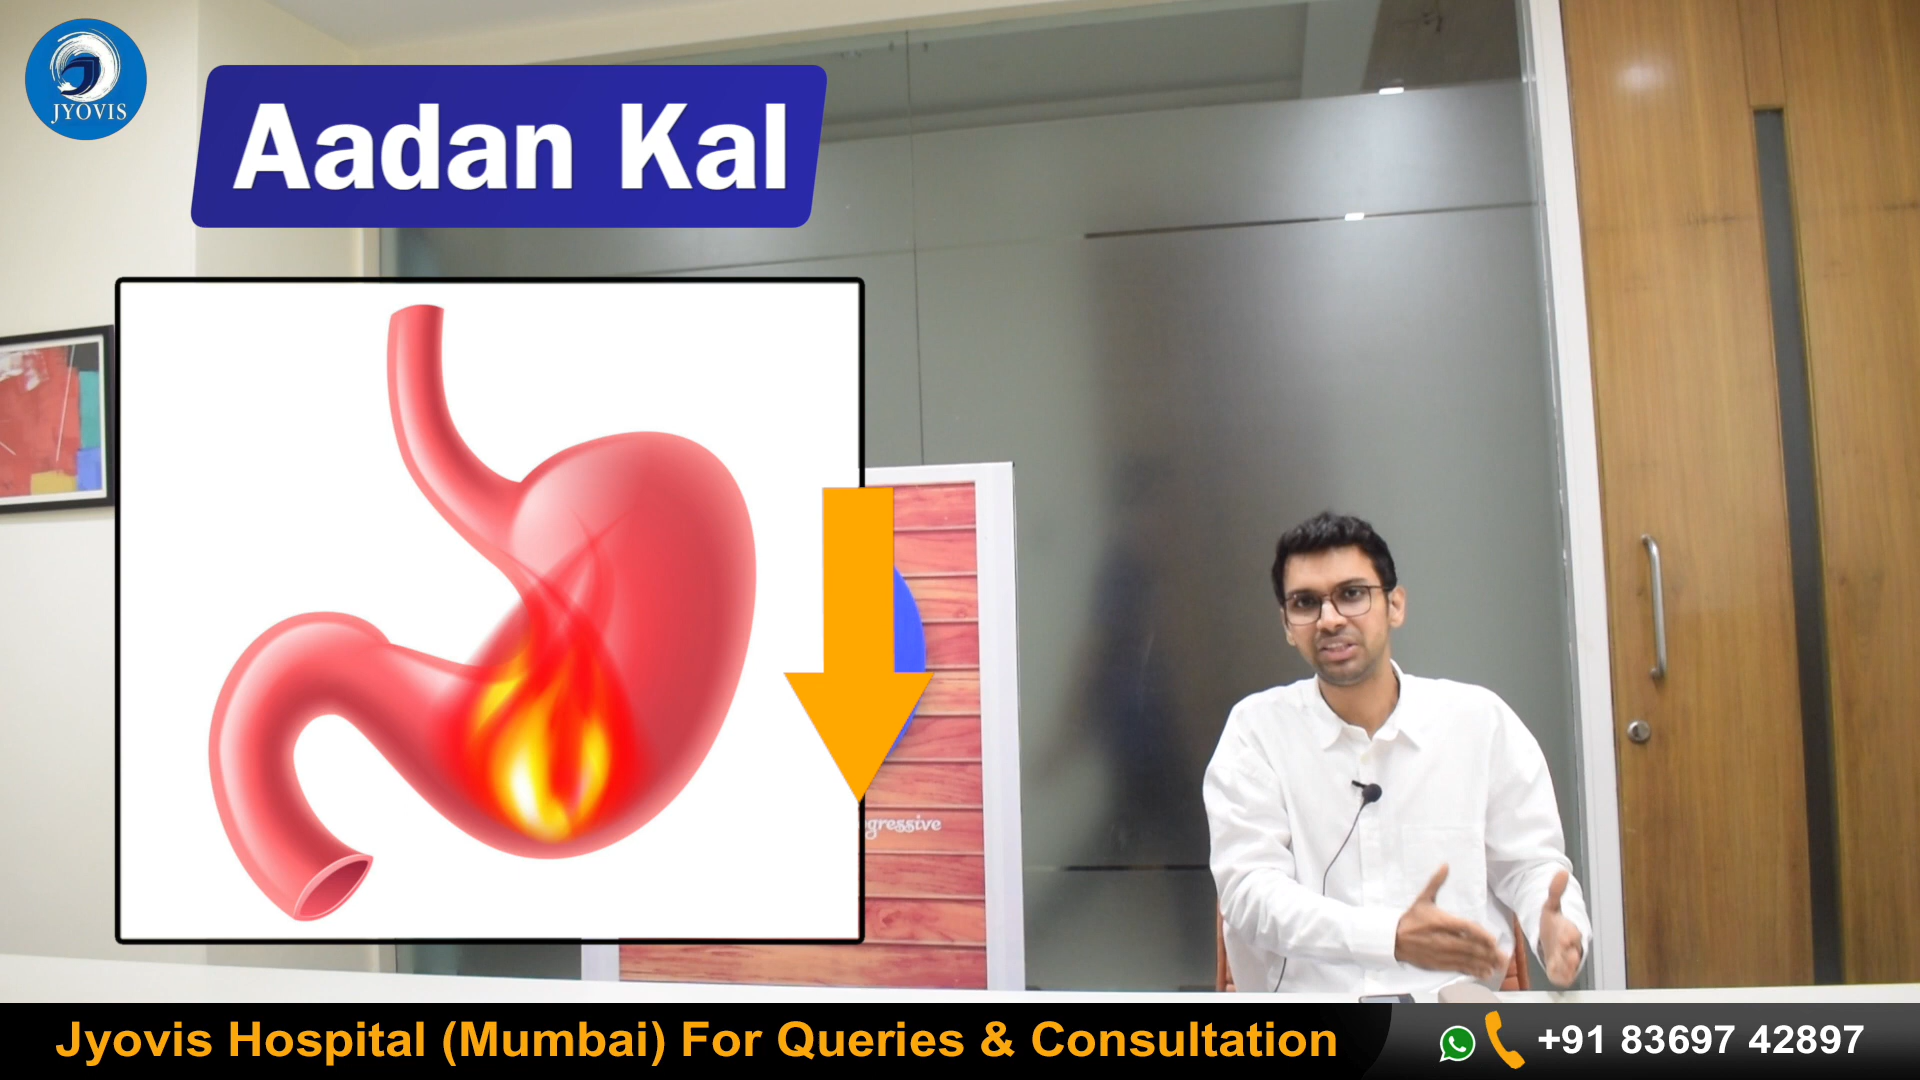 JYOVIS
Aadan Kal
gressive
Jyovis Hospital (Mumbai) For Queries & Consultation
+91 83697 42897